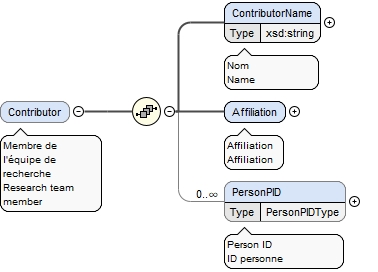 ContributorName
Type xsd:string
Nom
Name
Contributor
Membre de
l'équipe de
recherche
Research team
member
Affiliation
Affiliation
Affiliation
0..∞
PersonPID
Type PersonPIDType
Person ID
ID personne